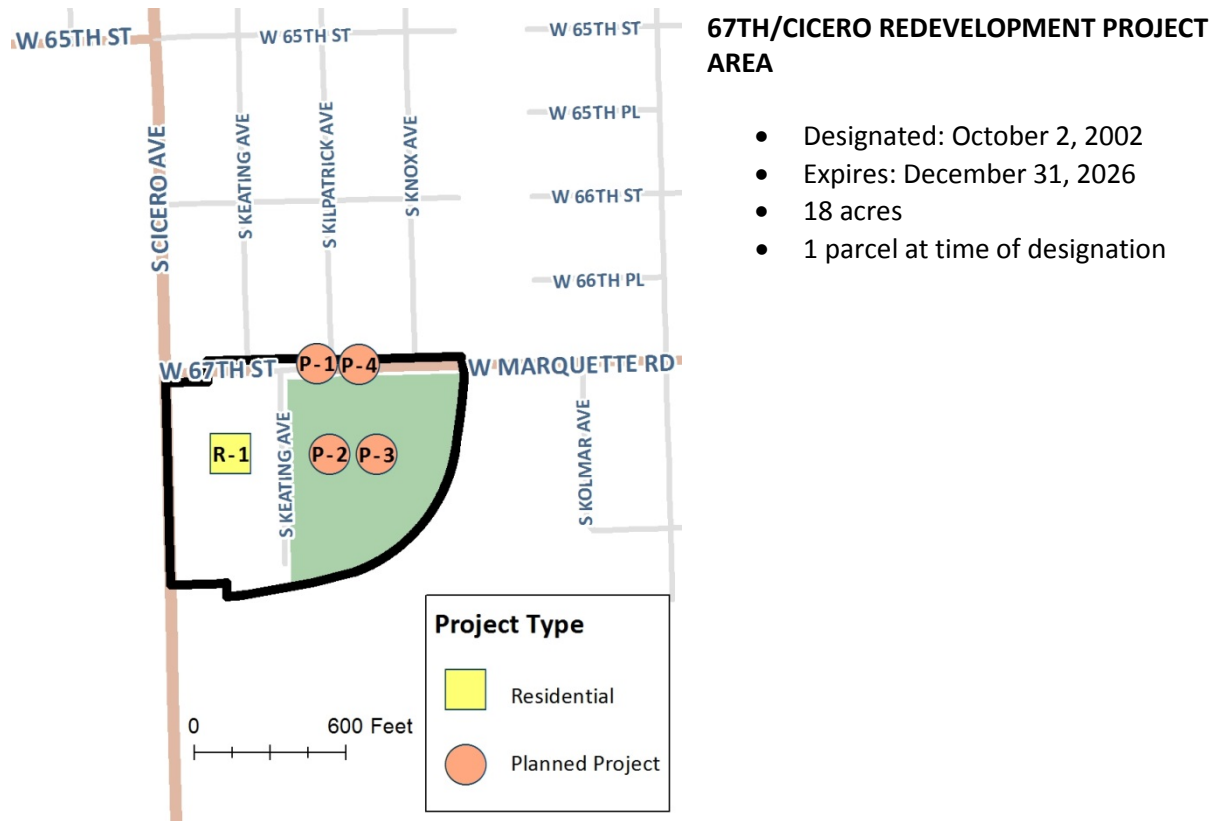 W 65TH ST
W 65TH ST
W 65TH ST
W 65TH PL
W 66TH ST
W 66TH PL
S CICERO AVE
S KEATING AVE
S KILPATRICK AVE
S KNOX AVE
W 67TH ST
P-1
P-4
W MARQUETTE RD
R-1
S KEATING AVE
P-2
P-3
S KOLMAR AVE
0 600 Feet
Project Type
Residential
Planned Project
67TH/CICERO REDEVELOPMENT PROJECT
AREA
• Designated: October 2, 2002
• Expires: December 31, 2026
• 18 acres
• 1 parcel at time of designation